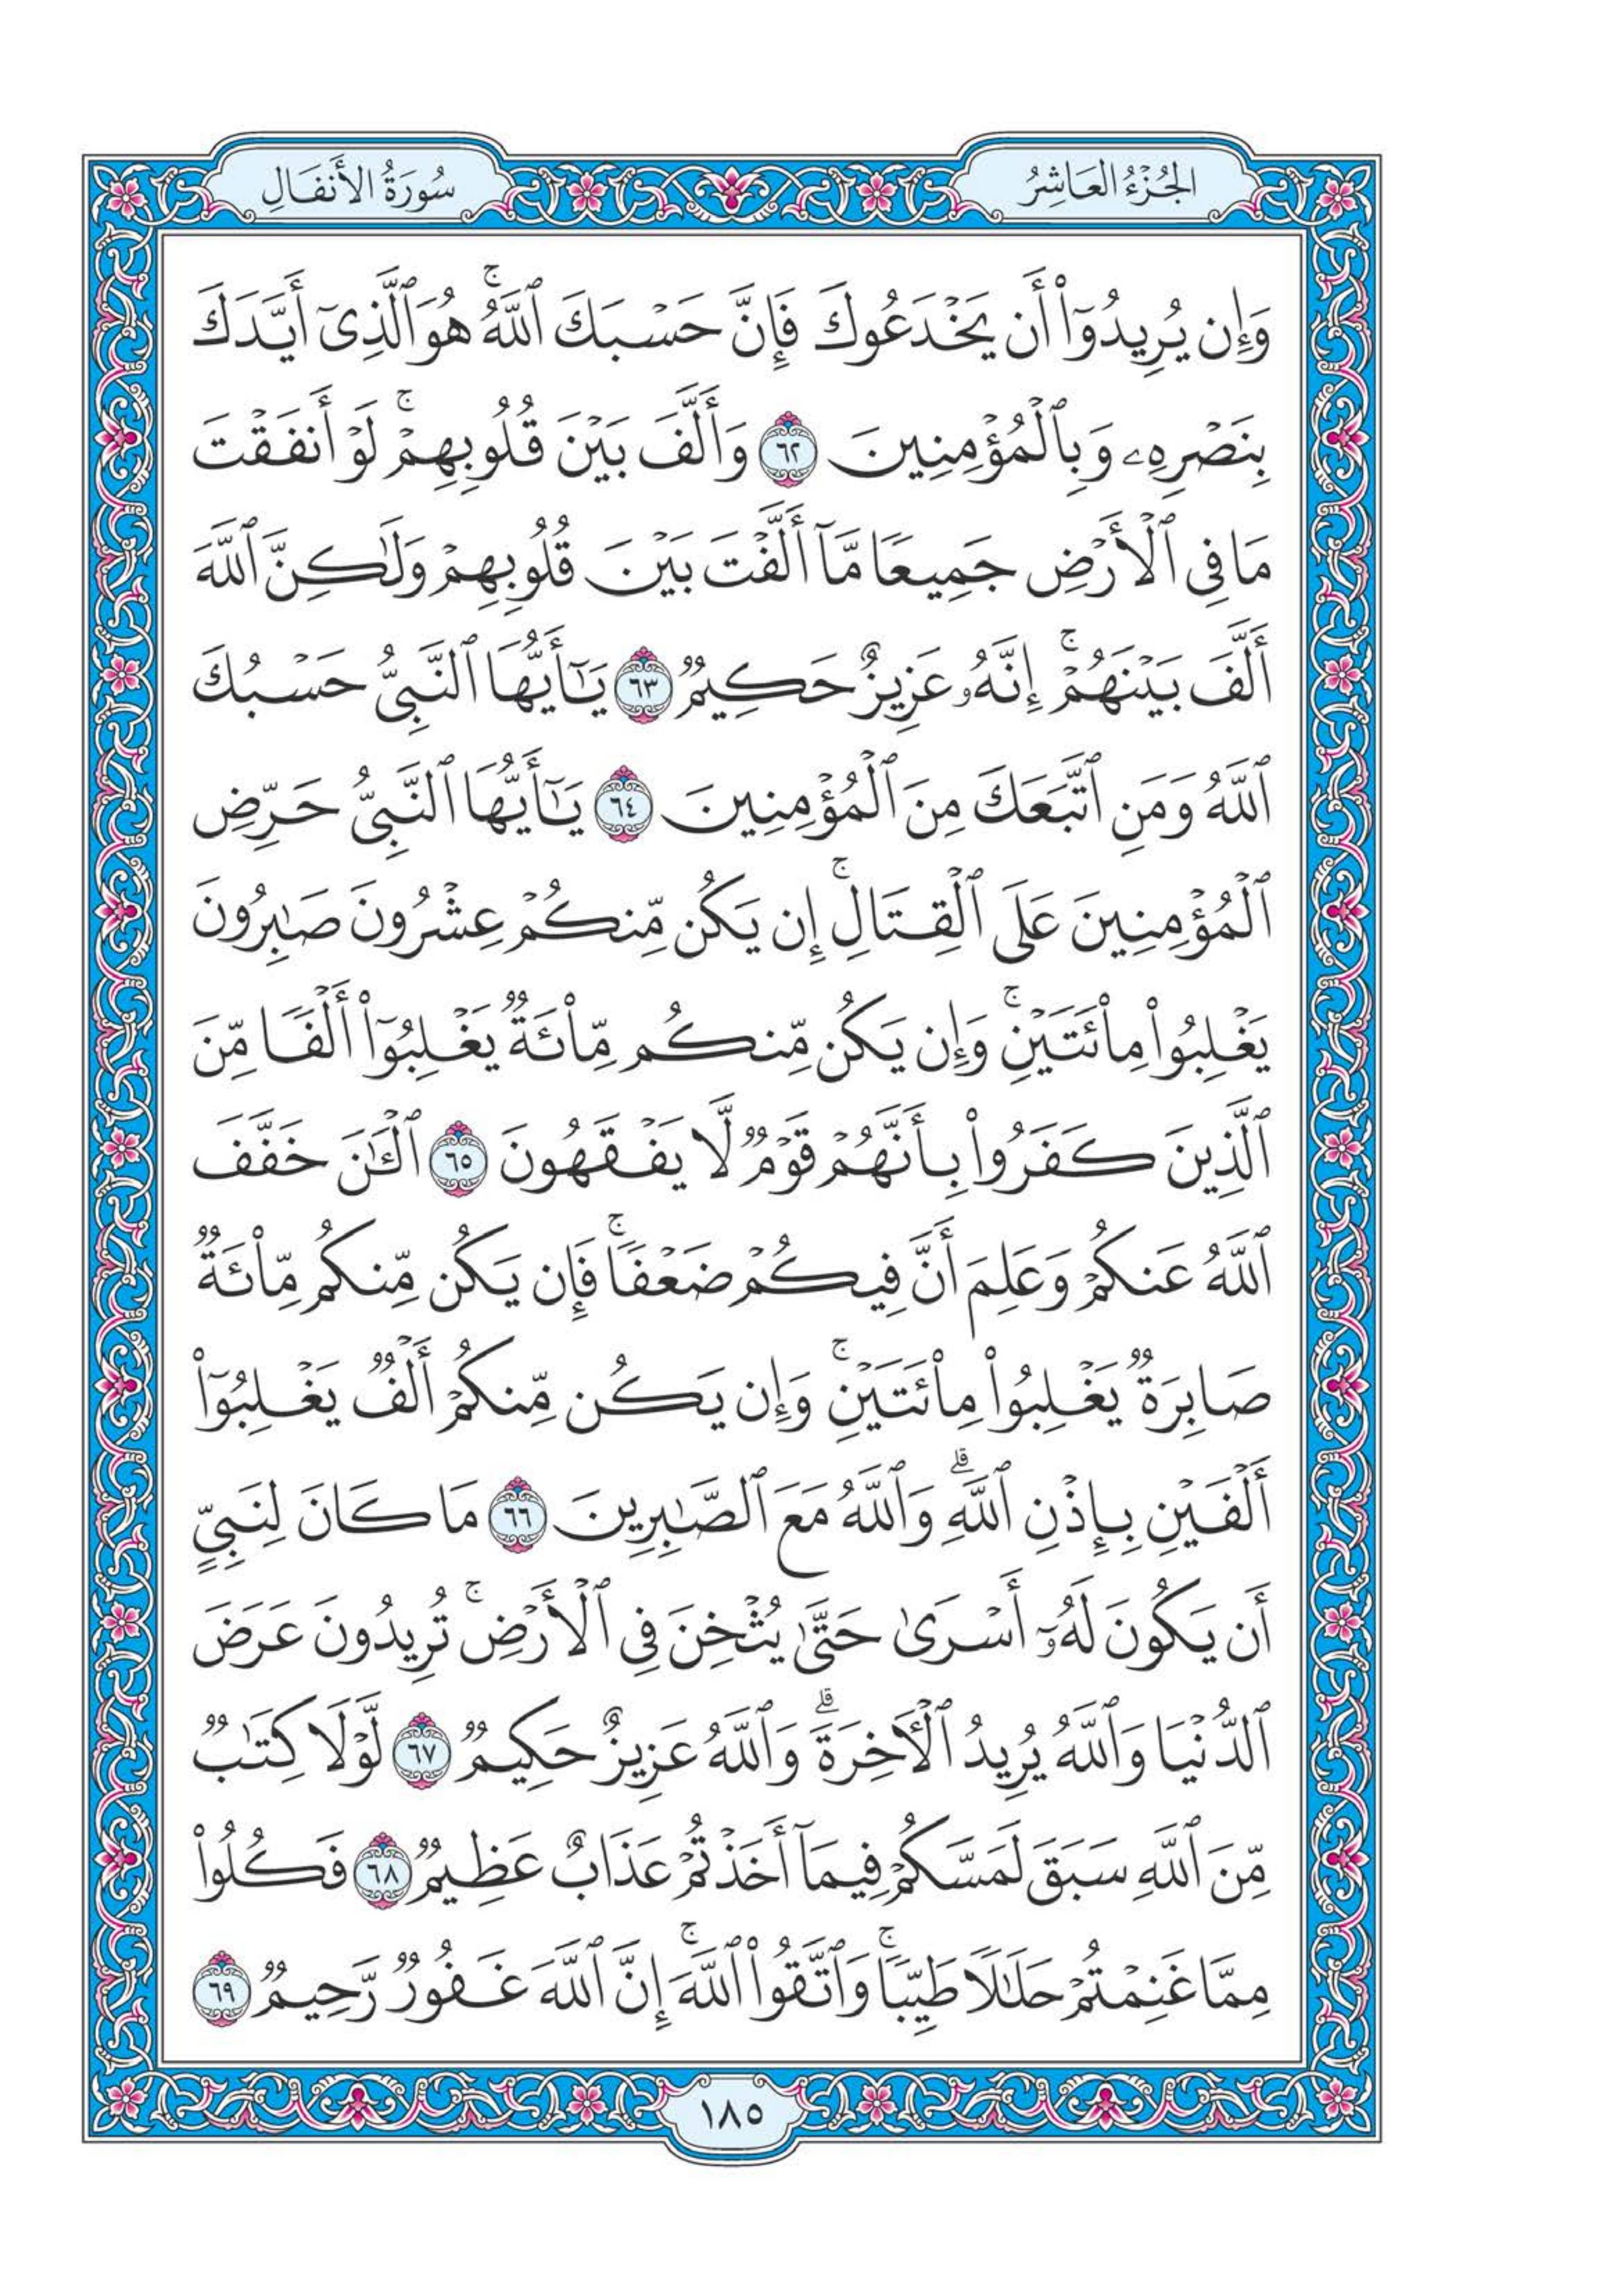 الجُزْءُ العَاشِرُ
سُورَةُ الأَنفَالِ
وَإِن يُرِيدُوٓاْ أَن يَخْدَعُوكَ فَإِنَّ حَسْبَكَ ٱللَّهُۚ هُوَ ٱلَّذِىٓ أَيَّدَكَ
بِنَصْرِهِۦ وَبِٱلْمُؤْمِنِينَ ٦٢ وَأَلَّفَ بَيْنَ قُلُوبِهِمْۚ لَوْ أَنفَقْتَ
مَا فِى ٱلْأَرْضِ جَمِيعًا مَّآ أَلَّفْتَ بَيْنَ قُلُوبِهِمْ وَلَٰكِنَّ ٱللَّهَ
أَلَّفَ بَيْنَهُمْۚ إِنَّهُۥ عَزِيزٌ حَكِيمٌ ٦٣ يَٰٓأَيُّهَا ٱلنَّبِىُّ حَسْبُكَ
ٱللَّهُ وَمَنِ ٱتَّبَعَكَ مِنَ ٱلْمُؤْمِنِينَ ٦٤ يَٰٓأَيُّهَا ٱلنَّبِىُّ حَرِّضِ
ٱلْمُؤْمِنِينَ عَلَى ٱلْقِتَالِۚ إِن يَكُن مِّنكُمْ عِشْرُونَ صَٰبِرُونَ
يَغْلِبُواْ مِاْئَتَيْنِۚ وَإِن يَكُن مِّنكُم مِّاْئَةٌ يَغْلِبُوٓاْ أَلْفًا مِّنَ
ٱلَّذِينَ كَفَرُواْ بِأَنَّهُمْ قَوْمٌ لَّا يَفْقَهُونَ ٦٥ ٱلْـَٰٔنَ خَفَّفَ
ٱللَّهُ عَنكُمْ وَعَلِمَ أَنَّ فِيكُمْ ضَعْفًاۚ فَإِن يَكُن مِّنكُم مِّاْئَةٌ
صَابِرَةٌ يَغْلِبُواْ مِاْئَتَيْنِۚ وَإِن يَكُن مِّنكُمْ أَلْفٌ يَغْلِبُوٓاْ
أَلْفَيْنِ بِإِذْنِ ٱللَّهِۗ وَٱللَّهُ مَعَ ٱلصَّٰبِرِينَ ٦٦ مَا كَانَ لِنَبِىٍّ
أَن يَكُونَ لَهُۥٓ أَسْرَىٰ حَتَّىٰ يُثْخِنَ فِى ٱلْأَرْضِۚ تُرِيدُونَ عَرَضَ
ٱلدُّنْيَا وَٱللَّهُ يُرِيدُ ٱلْـَٔاخِرَةَۗ وَٱللَّهُ عَزِيزٌ حَكِيمٌ ٦٧ لَّوْلَا كِتَٰبٌ
مِّنَ ٱللَّهِ سَبَقَ لَمَسَّكُمْ فِيمَآ أَخَذْتُمْ عَذَابٌ عَظِيمٌ ٦٨ فَكُلُواْ
مِمَّا غَنِمْتُمْ حَلَٰلًا طَيِّبًاۚ وَٱتَّقُواْ ٱللَّهَۚ إِنَّ ٱللَّهَ غَفُورٌ رَّحِيمٌ ٦٩
١٨٥